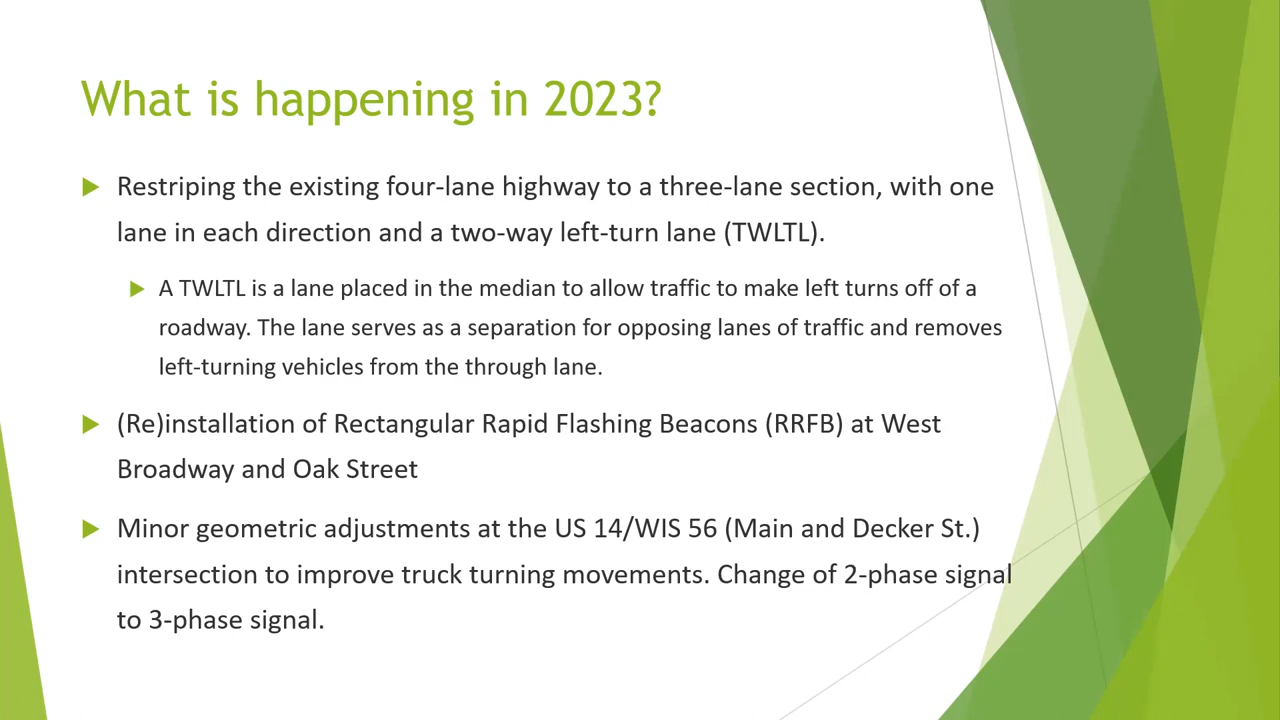 What is happening in 2023?
Restriping the existing four-lane highway to a three-lane section, with one
lane in each direction and a two-way left-turn lane (TWLTL).
A TWLTL is a lane placed in the median to allow traffic to make left turns off of a
roadway. The lane serves as a separation for opposing lanes of traffic and removes
left-turning vehicles from the through lane.
(Re)installation of Rectangular Rapid Flashing Beacons (RRFB) at West
Broadway and Oak Street
Minor geometric adjustments at the US 14/WIS 56 (Main and Decker St.)
intersection to improve truck turning movements. Change of 2-phase signal
to 3-phase signal.